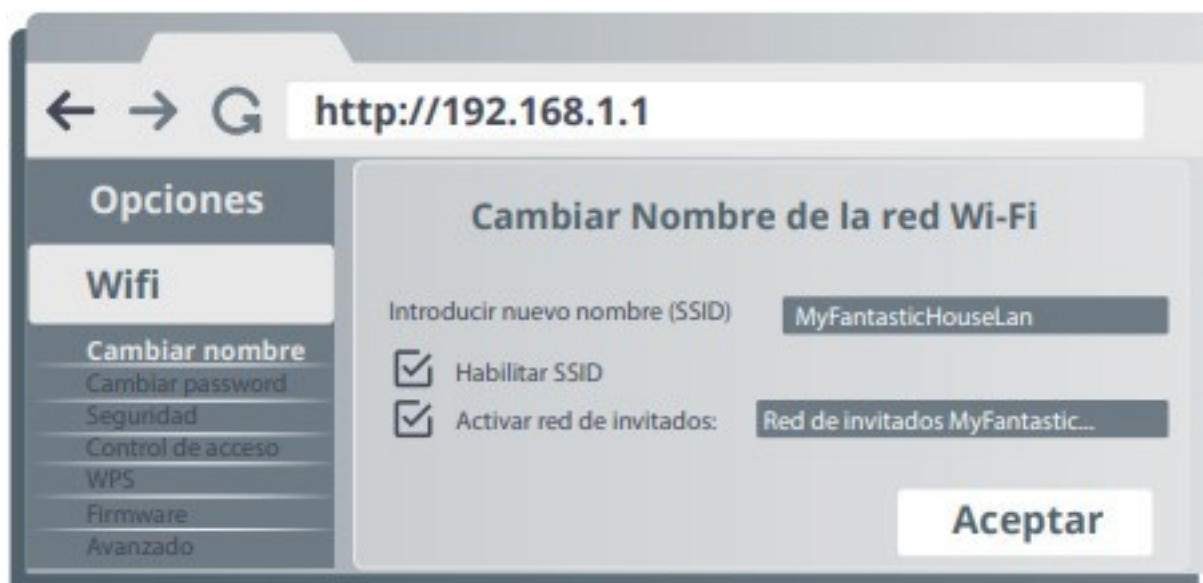 http://192.168.1.1
Opciones
Wifi
Cambiar nombre
Cambiar password
Seguridad
Control de acceso
WPS
Firmware
Avanzado
Cambiar Nombre de la red Wi-Fi
Introducir nuevo nombre (SSID)
MyFantasticHouseLan
Habilitar SSID
Activar red de invitados:
Red de invitados MyFantastic...
Aceptar